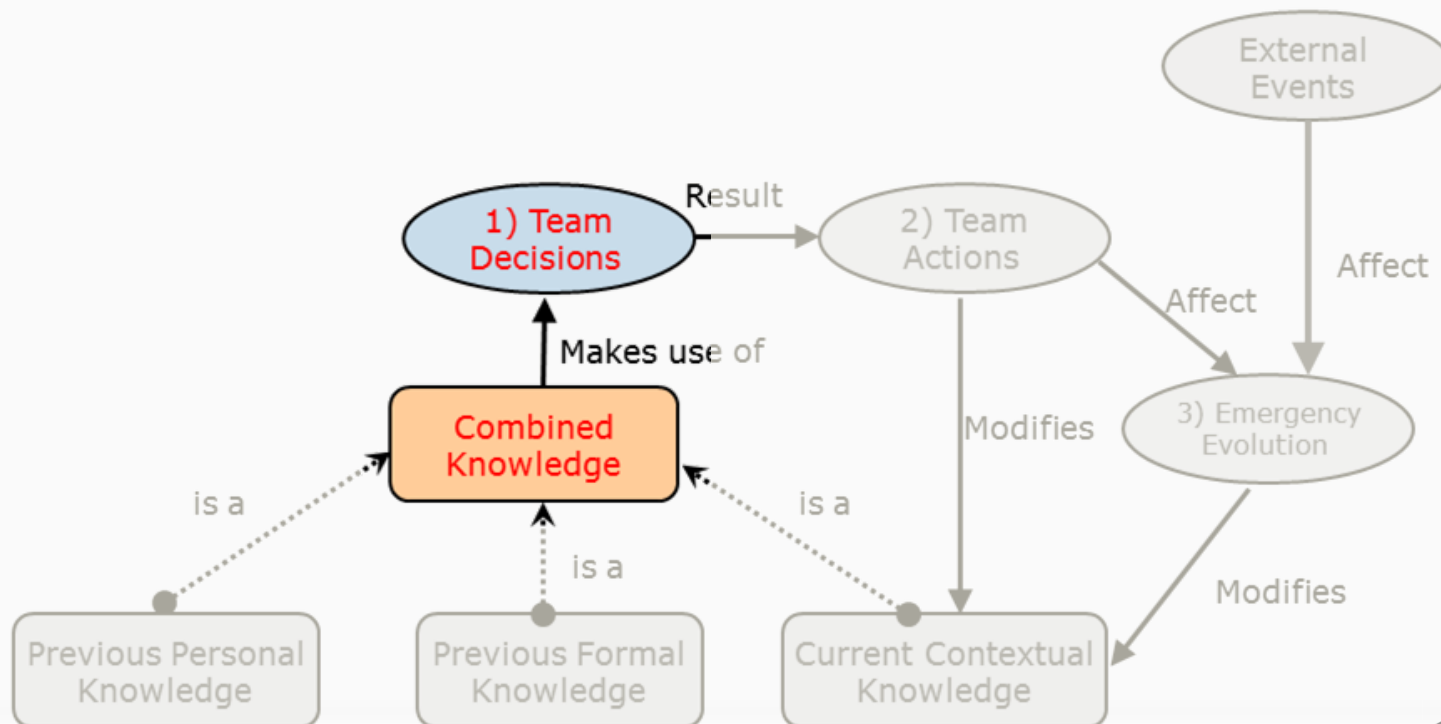 External
Events
Result
1) Team
Decisions
2) Team
Actions
Affect
Affect
Makes use of
Combined
Knowledge
Modifies
3) Emergency
Evolution
is a
is a
is a
Modifies
Previous Personal
Knowledge
Previous Formal
Knowledge
Current Contextual
Knowledge